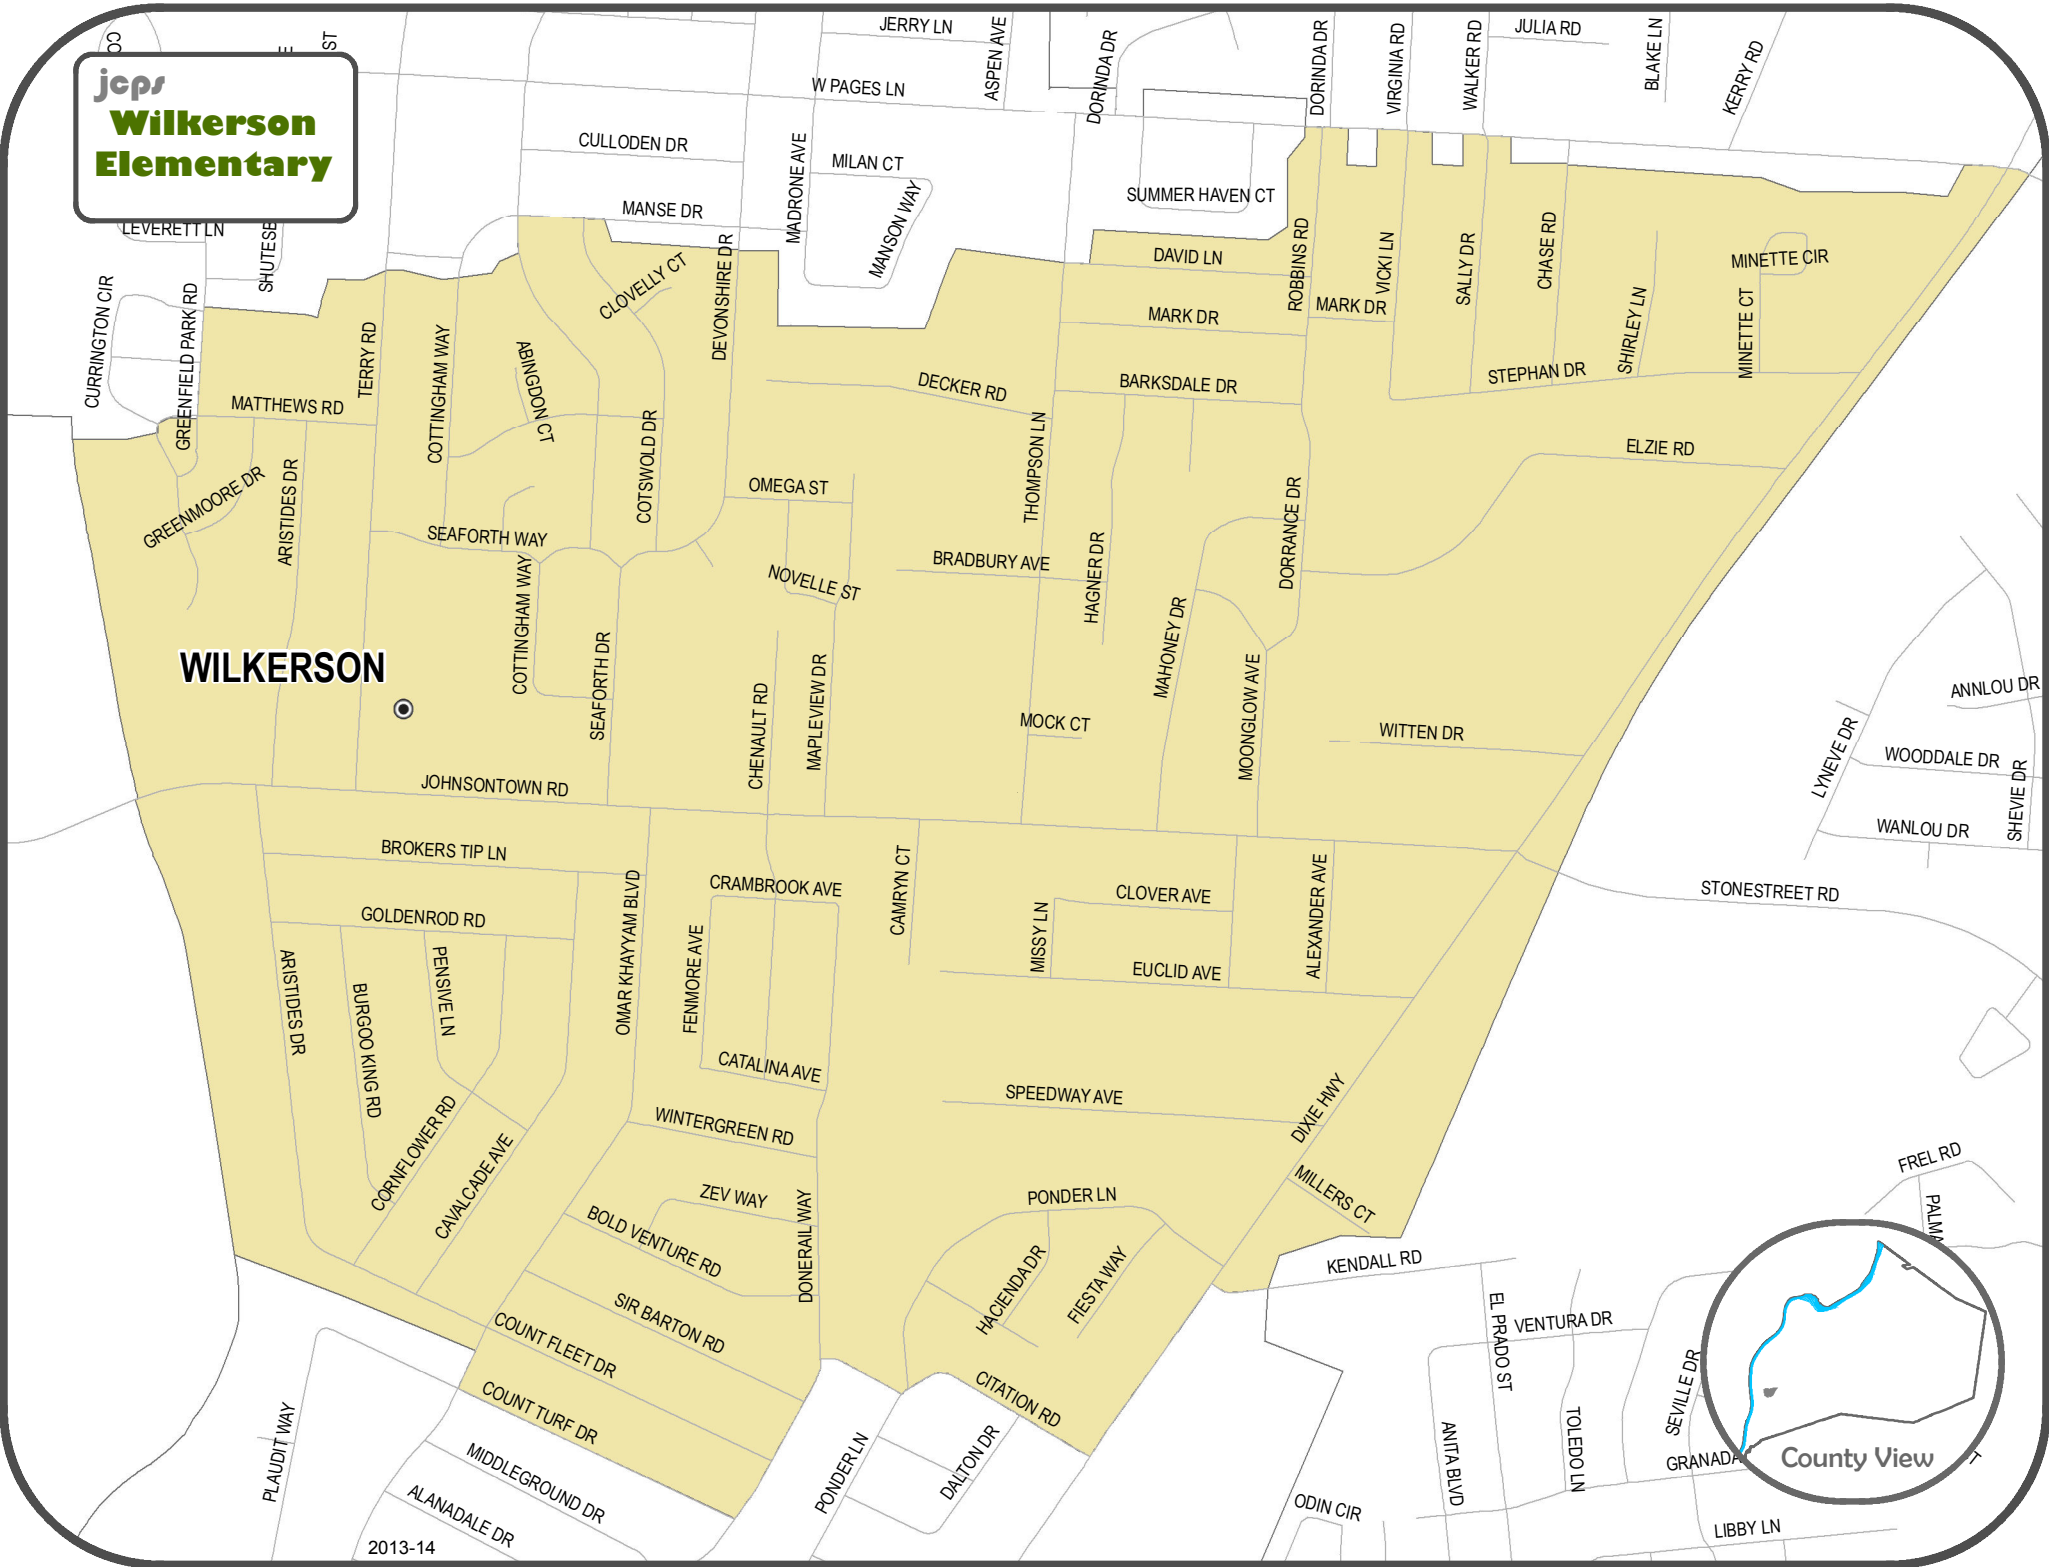 jcps
Wilkerson
Elementary
CO
ST
JERRY LN
ASPEN AVE
DORINDA DR
DORINDA DR
VIRGINIA RD
WALKER RD
JULIA RD
BLAKE LN
KERRY RD
W PAGES LN
CULLODEN DR
MADRONE AVE
MILAN CT
MANSON WAY
SUMMER HAVEN CT
MANSE DR
LEVERETT LN
SHUTESB
CURRINGTON CIR
GREENFIELD PARK RD
TERRY RD
COTTINGHAM WAY
ABINGDON CT
CLOVELLY CT
DEVONSHIRE DR
DAVID LN
ROBBINS RD
VICKI LN
SALLY DR
CHASE RD
SHIRLEY LN
MINETTE CIR
MINETTE CT
MARK DR
MARK DR
MATTHEWS RD
DECKER RD
BARKSDALE DR
STEPHAN DR
GREENMOORE DR
ARISTIDES DR
COTSWOLD DR
THOMPSON LN
ELZIE RD
OMEGA ST
SEAFORTH WAY
NOVELLE ST
BRADBURY AVE
HAGNER DR
DORRANCE DR
COTTINGHAM WAY
SEAFORTH DR
MAHONEY DR
WILKERSON
CHENAULT RD
MAPLEVIEW DR
MOCK CT
MOONGLOW AVE
WITTEN DR
ANNLOU DR
LYNEVE DR
WOODDALE DR
SHEVIE DR
WANLOU DR
JOHNSONTOWN RD
BROKERS TIP LN
OMAR KHAYYAM BLVD
CRAMBROOK AVE
CAMRYN CT
CLOVER AVE
ALEXANDER AVE
STONESTREET RD
GOLDENROD RD
MISSY LN
EUCLID AVE
ARISTIDES DR
BURGOO KING RD
PENSIVE LN
FENMORE AVE
CATALINA AVE
SPEEDWAY AVE
DIXIE HWY
WINTERGREEN RD
CORNFLOWER RD
CAVALCADE AVE
ZEV WAY
BOLD VENTURE RD
DONERAIL WAY
PONDER LN
MILLERS CT
FREL RD
PALMA
HACIENDA DR
FIESTA WAY
KENDALL RD
SIR BARTON RD
COUNT FLEET DR
EL PRADO ST
VENTURA DR
COUNT TURF DR
CITATION RD
SEVILLE DR
PLAUDIT WAY
MIDDLEGROUND DR
PONDER LN
DALTON DR
ANITA BLVD
TOLEDO LN
GRANADA
T
County View
ALANADALE DR
ODIN CIR
LIBBY LN
2013-14